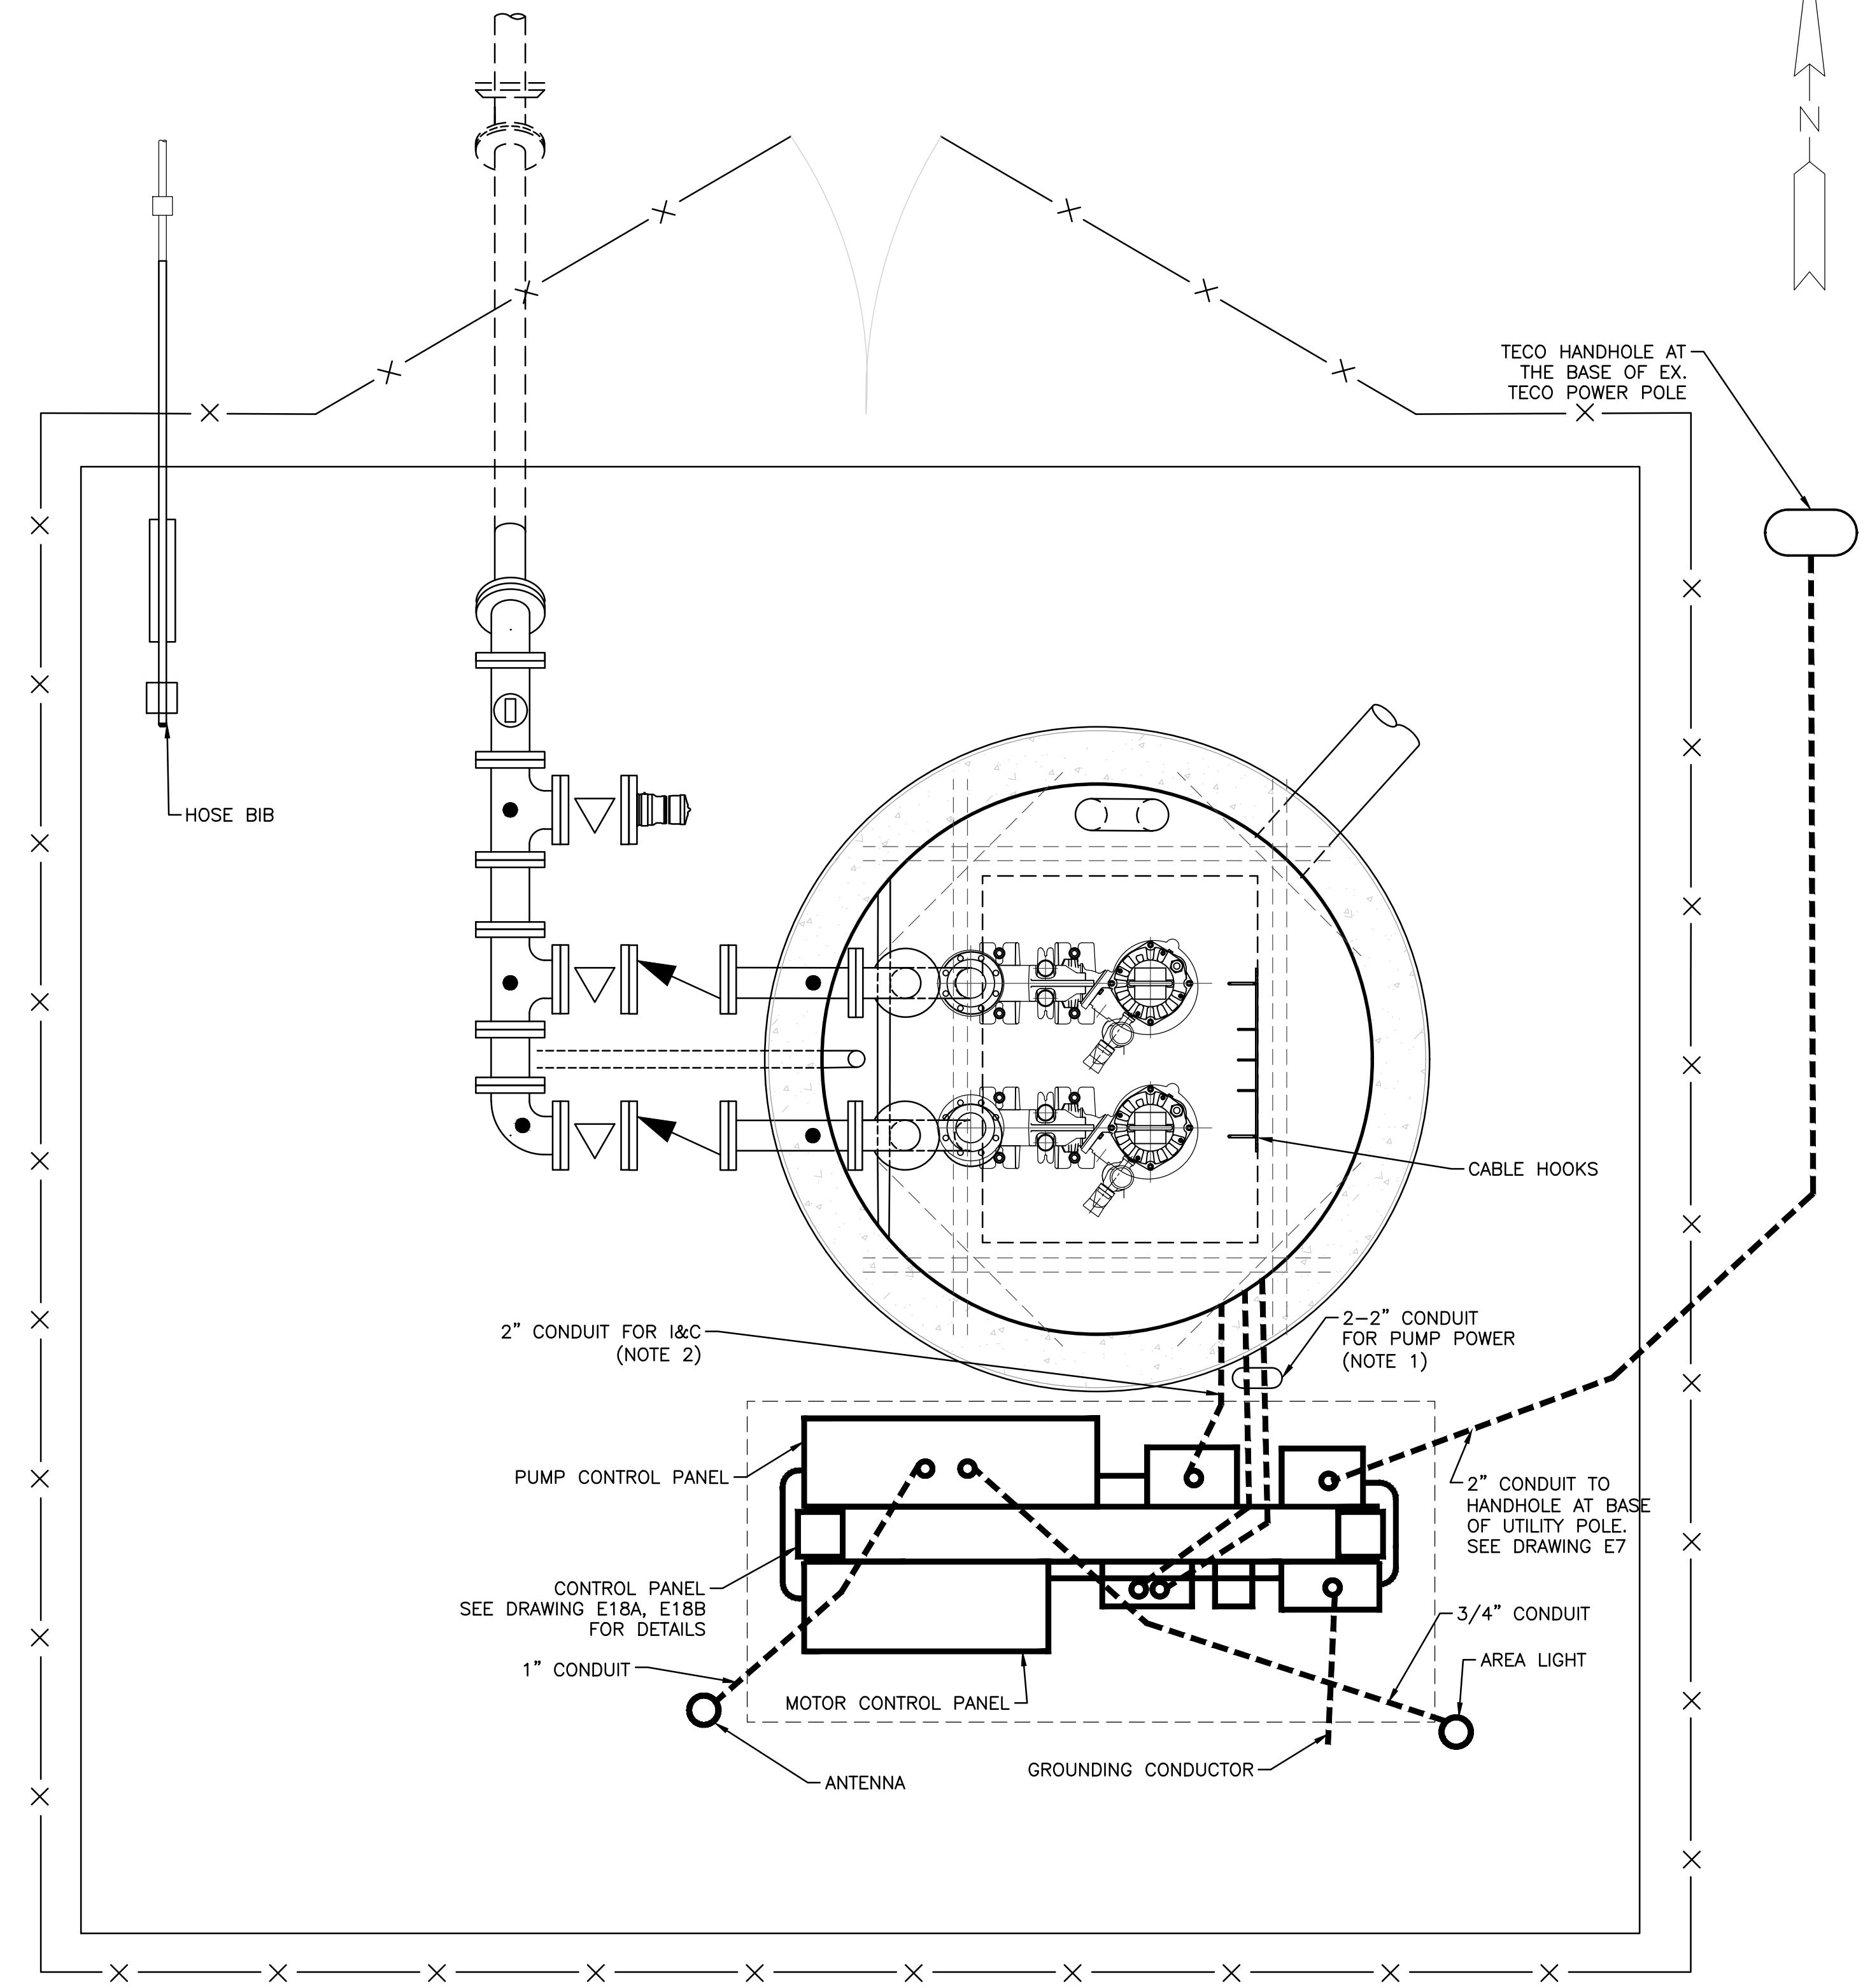 N
TECO HANDHOLE AT
THE BASE OF EX.
TECO POWER POLE
HOSE BIB
CABLE HOOKS
2" CONDUIT FOR I&C
(NOTE 2)
2-2" CONDUIT
FOR PUMP POWER
(NOTE 1)
PUMP CONTROL PANEL
2" CONDUIT TO
HANDHOLE AT BASE
OF UTILITY POLE.
SEE DRAWING E7
CONTROL PANEL
SEE DRAWING E18A, E18B
FOR DETAILS
3/4" CONDUIT
1" CONDUIT
AREA LIGHT
MOTOR CONTROL PANEL
GROUNDING CONDUCTOR
ANTENNA